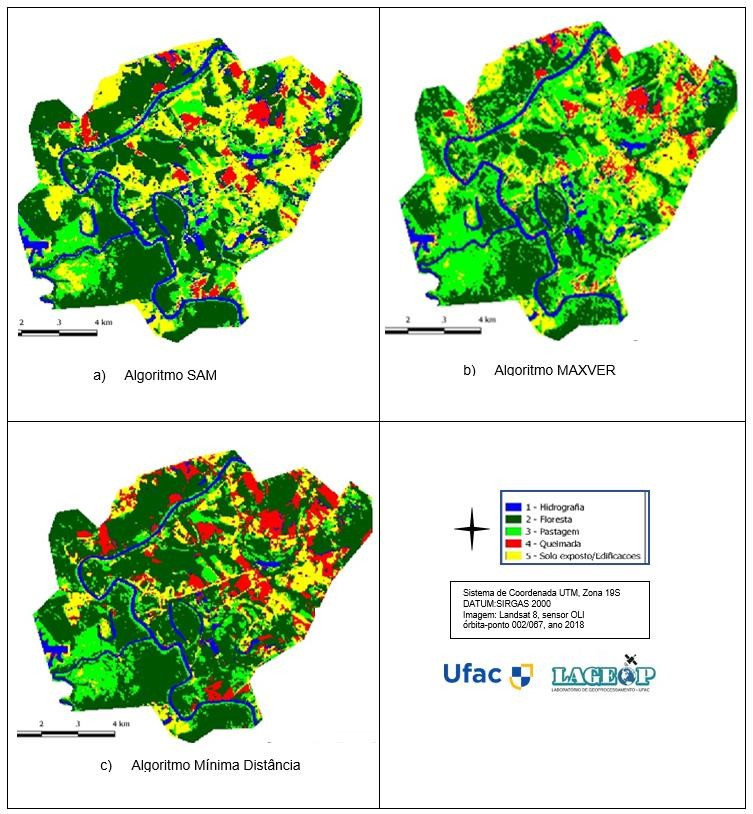 2 .3 4 km
a) Algoritmo SAM
2 .3 4 km
b) Algoritmo MAXVER
2 .3 4 km
c) Algoritmo Mínima Distância
1 - Hidrografia
2 - Floresta
3 - Pastagem
4 - Queimada
5 - Solo exposto/Edificacoes
Sistema de Coordenada UTM, Zona 19S
DATUM:SIRGAS 2000
Imagem: Landsat 8, sensor OLI
órbita-ponto 002/067, ano 2018
Ufac
LAGEOP
LABORATÓRIO DE GEOPROCESSAMENTO - UFAC